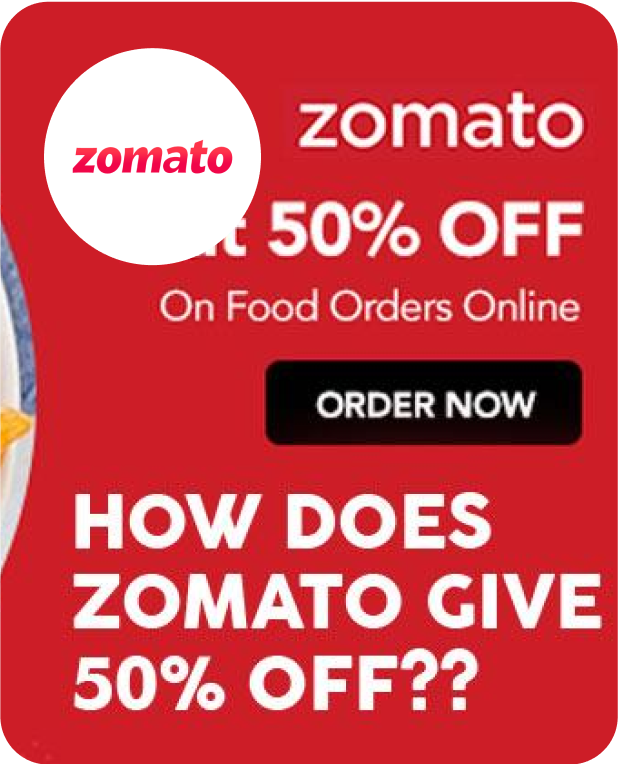 zomato
zomato
50% OFF
On Food Orders Online
ORDER NOW
HOW DOES
ZOMATO GIVE
50% OFF??